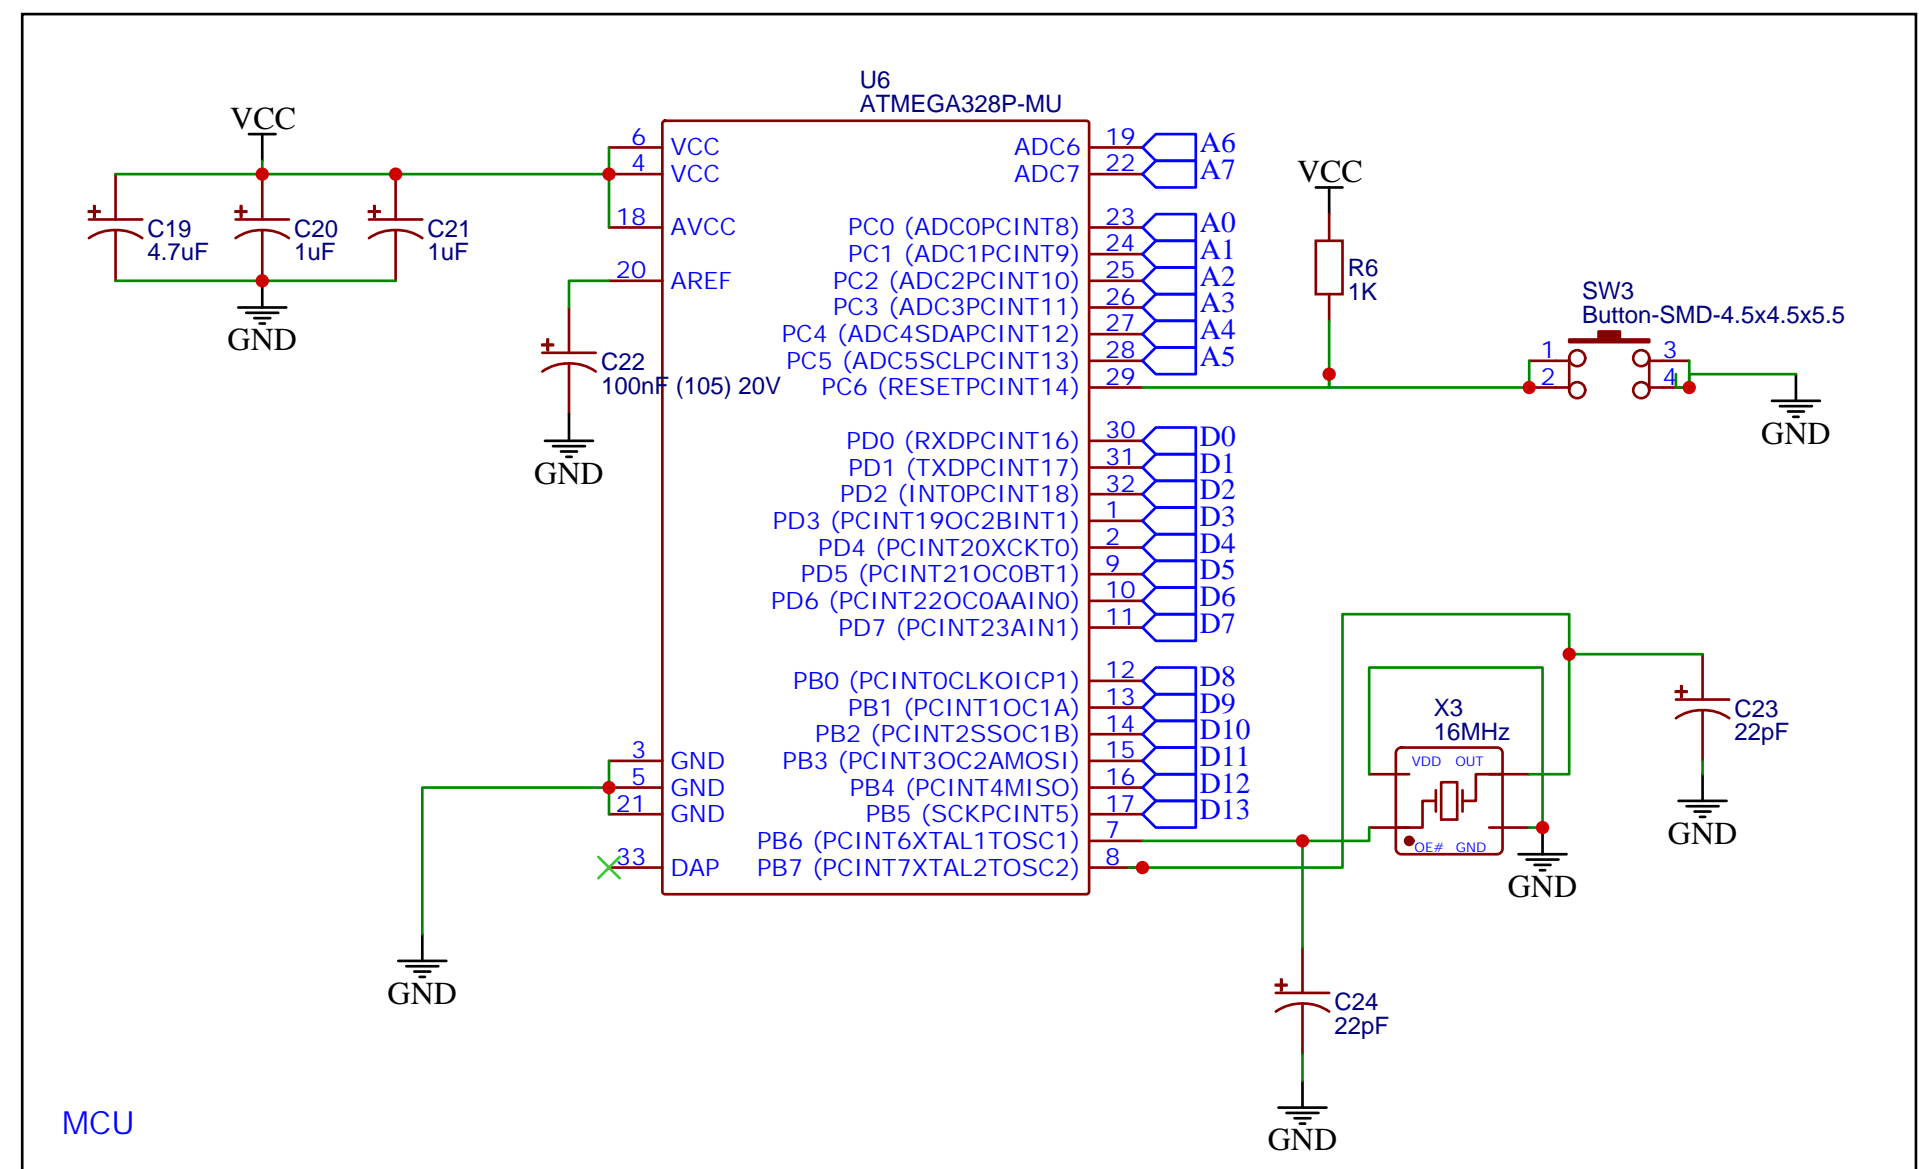 U6
ATMEGA328P-MU
VCC
C19
4.7uF
C20
1uF
C21
1uF
GND
6
VCC
4
VCC
18
AVCC
20
AREF
C22
100nF (105) 20V
GND
3
GND
5
GND
21
GND
33
DAP
GND
ADC6 19 A6
ADC7 22 A7
PC0 (ADC0PCINT8) 23 A0
PC1 (ADC1PCINT9) 24 A1
PC2 (ADC2PCINT10) 25 A2
PC3 (ADC3PCINT11) 26 A3
PC4 (ADC4SDAPCINT12) 27 A4
PC5 (ADC5SCLPCINT13) 28 A5
PC6 (RESETPCINT14) 29
PD0 (RXDPCINT16) 30 D0
PD1 (TXDPCINT17) 31 D1
PD2 (INT0PCINT18) 32 D2
PD3 (PCINT19OC2BINT1) 1 D3
PD4 (PCINT20XCKT0) 2 D4
PD5 (PCINT21OC0BT1) 9 D5
PD6 (PCINT22OC0AAIN0) 10 D6
PD7 (PCINT23AIN1) 11 D7
PB0 (PCINT0CLKOICP1) 12 D8
PB1 (PCINT1OC1A) 13 D9
PB2 (PCINT2SSOC1B) 14 D10
PB3 (PCINT3OC2AMOSI) 15 D11
PB4 (PCINT4MISO) 16 D12
PB5 (SCKPCINT5) 17 D13
PB6 (PCINT6XTAL1TOSC1) 7
PB7 (PCINT7XTAL2TOSC2) 8
VCC
R6
1K
SW3
Button-SMD-4.5x4.5x5.5
1 3
2 4
GND
X3
16MHz
VDD OUT
OE# GND
GND
C23
22pF
GND
C24
22pF
GND
MCU